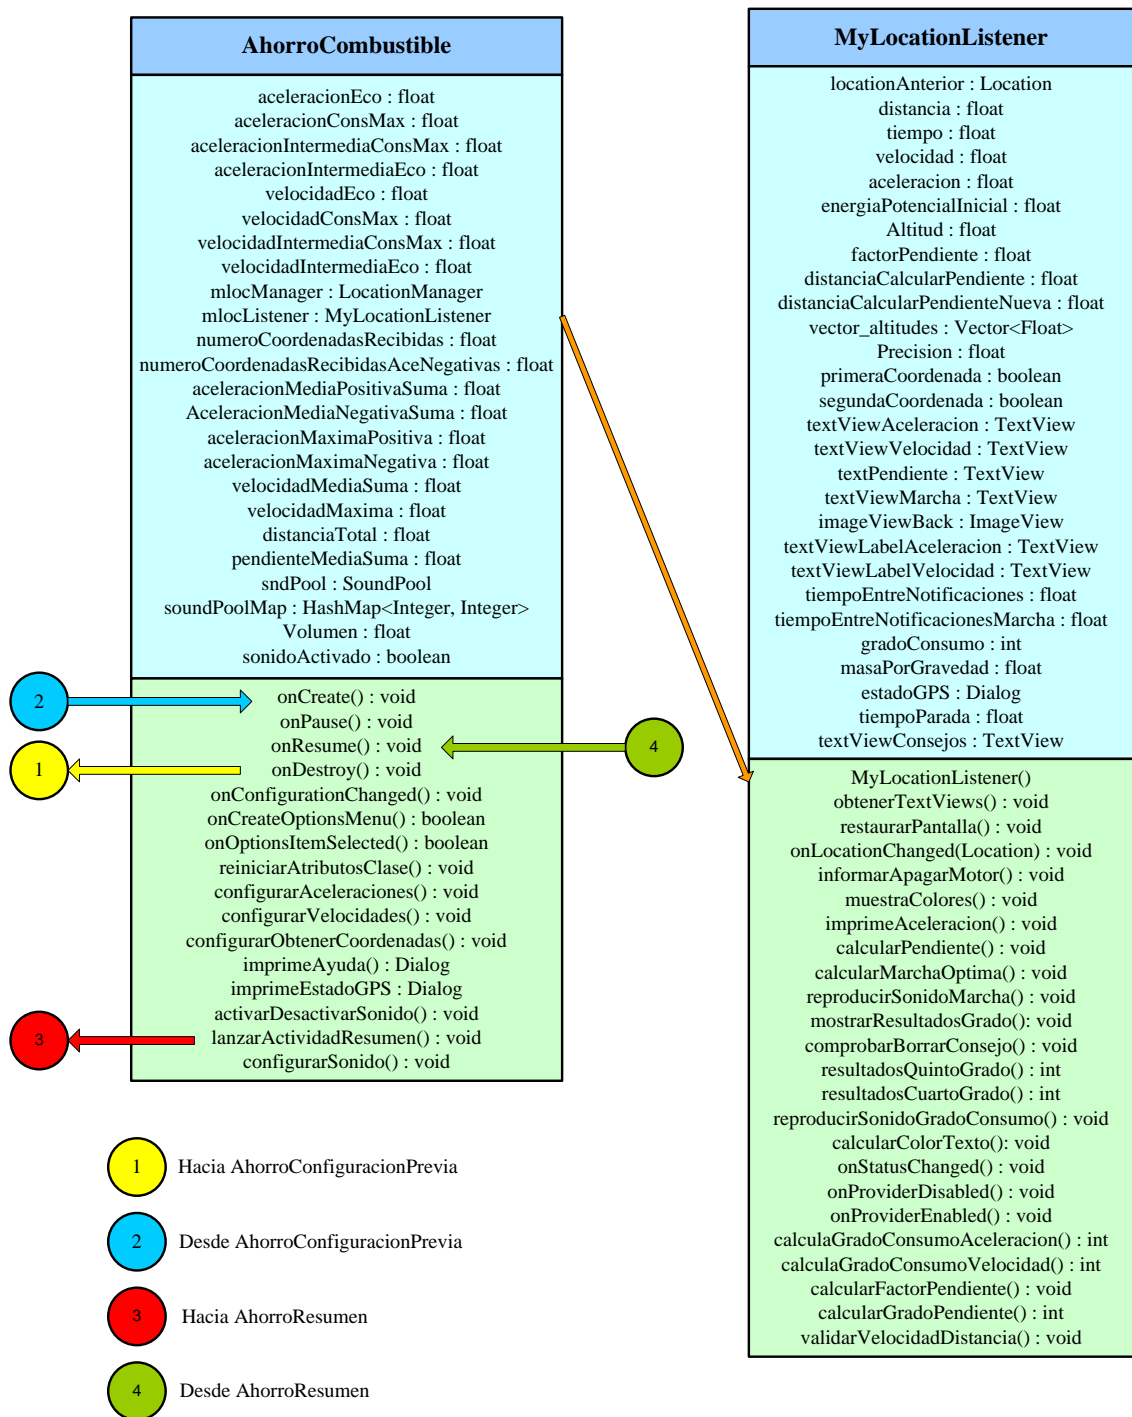 AhorroCombustible
aceleracionEco : float
aceleracionConsMax : float
aceleracionIntermediaConsMax : float
aceleracionIntermediaEco : float
velocidadEco : float
velocidadConsMax : float
velocidadIntermediaConsMax : float
velocidadIntermediaEco : float
mlocManager : LocationManager
mlocListener : MyLocationListener
numeroCoordenadasRecibidas : float
numeroCoordenadasRecibidasAceNegativas : float
aceleracionMediaPositivaSuma : float
AceleracionMediaNegativaSuma : float
aceleracionMaximaPositiva : float
aceleracionMaximaNegativa : float
velocidadMediaSuma : float
velocidadMaxima : float
distanciaTotal : float
pendienteMediaSuma : float
sndPool : SoundPool
soundPoolMap : HashMap<Integer, Integer>
Volumen : float
sonidoActivado : boolean
2
onCreate() : void
onPause() : void
onResume() : void
4
1
onDestroy() : void
onConfigurationChanged() : void
onCreateOptionsMenu() : boolean
onOptionsItemSelected() : boolean
reiniciarAtributosClase() : void
configurarAceleraciones() : void
configurarVelocidades() : void
configurarObtenerCoordenadas() : void
imprimeAyuda() : Dialog
imprimeEstadoGPS : Dialog
activarDesactivarSonido() : void
3
lanzarActividadResumen() : void
configurarSonido() : void
MyLocationListener
locationAnterior : Location
distancia : float
tiempo : float
velocidad : float
aceleracion : float
energiaPotencialInicial : float
Altitud : float
factorPendiente : float
distanciaCalcularPendiente : float
distanciaCalcularPendienteNueva : float
vector_altitudes : Vector<Float>
Precision : float
primeraCoordenada : boolean
segundaCoordenada : boolean
textViewAceleracion : TextView
textViewVelocidad : TextView
textPendiente : TextView
textViewMarcha : TextView
imageViewBack : ImageView
textViewLabelAceleracion : TextView
textViewLabelVelocidad : TextView
tiempoEntreNotificaciones : float
tiempoEntreNotificacionesMarcha : float
gradoConsumo : int
masaPorGravedad : float
estadoGPS : Dialog
tiempoParada : float
textViewConsejos : TextView
MyLocationListener()
obtenerTextViews() : void
restaurarPantalla() : void
onLocationChanged(Location) : void
informarApagarMotor() : void
muestraColores() : void
imprimeAceleracion() : void
calcularPendiente() : void
calcularMarchaOptima() : void
reproducirSonidoMarcha() : void
mostrarResultadosGrado(): void
comprobarBorrarConsejo() : void
resultadosQuintoGrado() : int
resultadosCuartoGrado() : int
reproducirSonidoGradoConsumo() : void
calcularColorTexto(): void
onStatusChanged() : void
onProviderDisabled() : void
onProviderEnabled() : void
calculaGradoConsumoAceleracion() : int
calculaGradoConsumoVelocidad() : int
calcularFactorPendiente() : void
calcularGradoPendiente() : int
validarVelocidadDistancia() : void
1 Hacia AhorroConfiguracionPrevia
2 Desde AhorroConfiguracionPrevia
3 Hacia AhorroResumen
4 Desde AhorroResumen